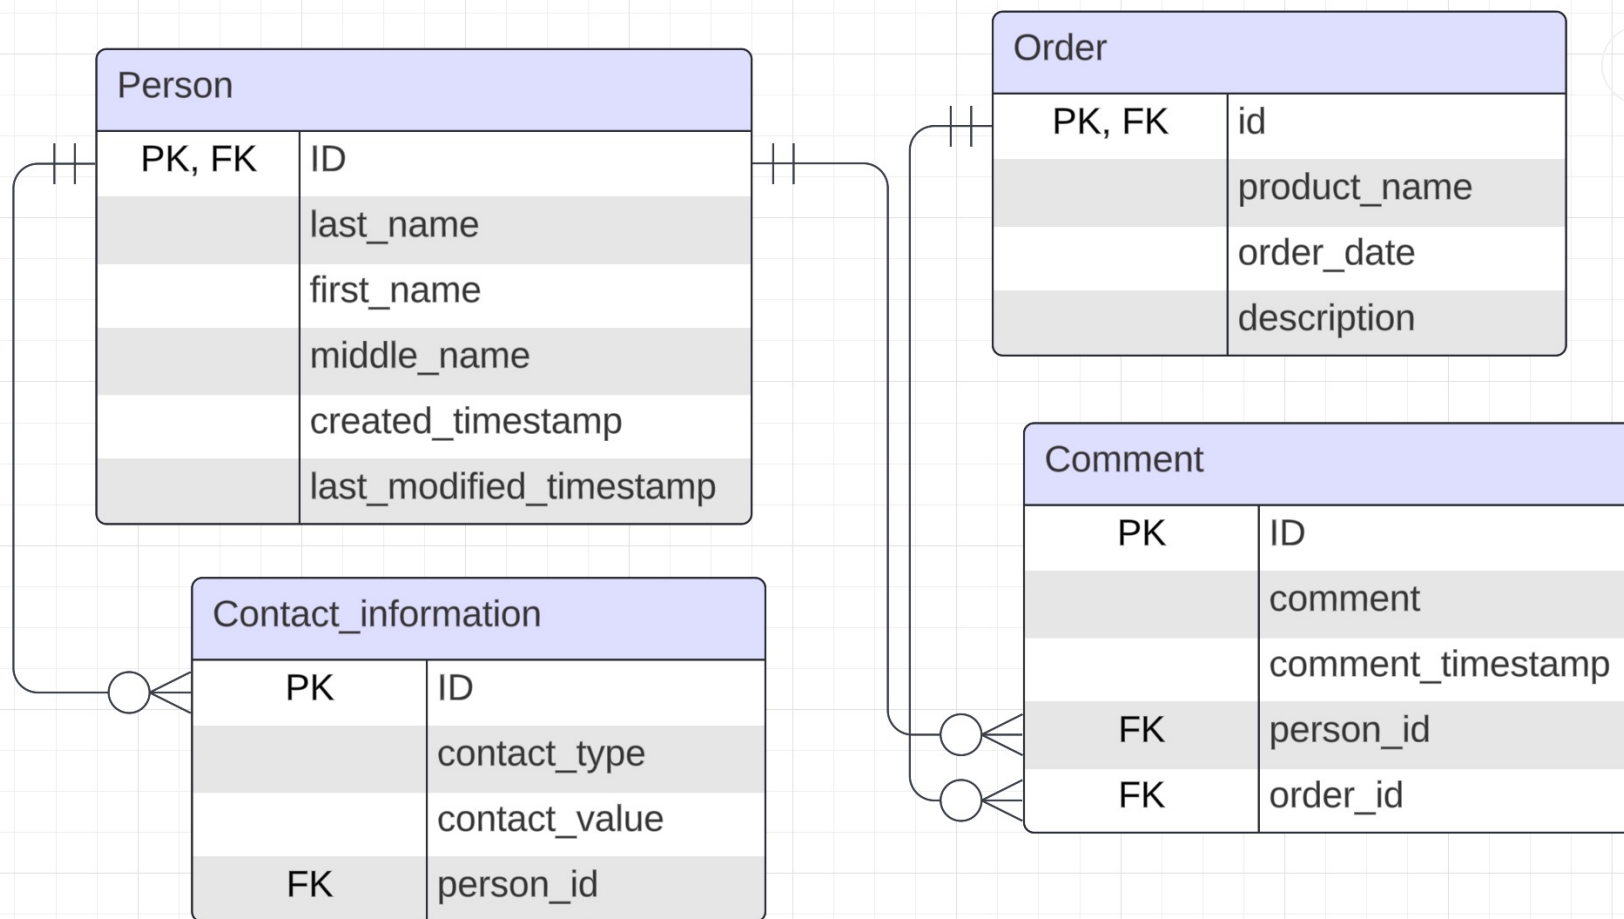 Person
PK, FK ID
last_name
first_name
middle_name
created_timestamp
last_modified_timestamp
Contact_information
PK ID
contact_type
contact_value
FK person_id
Order
PK, FK id
product_name
order_date
description
Comment
PK ID
comment
comment_timestamp
FK person_id
FK order_id